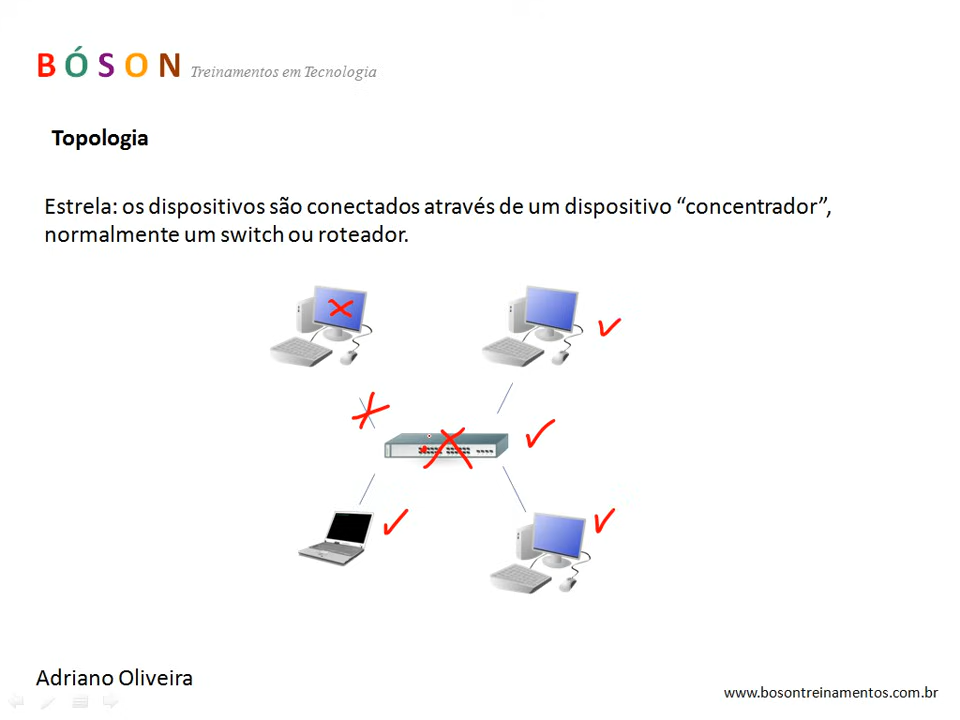 BÓSON Treinamentos em Tecnologia
Topologia
Estrela: os dispositivos são conectados através de um dispositivo “concentrador”,
normalmente um switch ou roteador.
Adriano Oliveira
www.bosontreinamentos.com.br